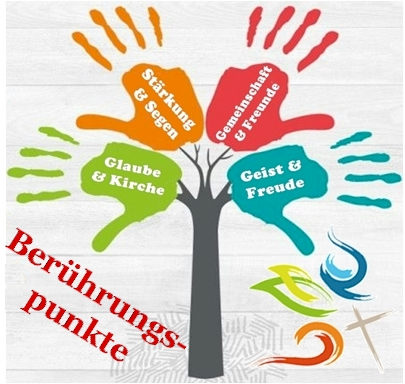 Stärkung
& Segen
Gemeinschaft
& Freunde
Glaube
& Kirche
Geist &
Freude
Berührungs-
punkte